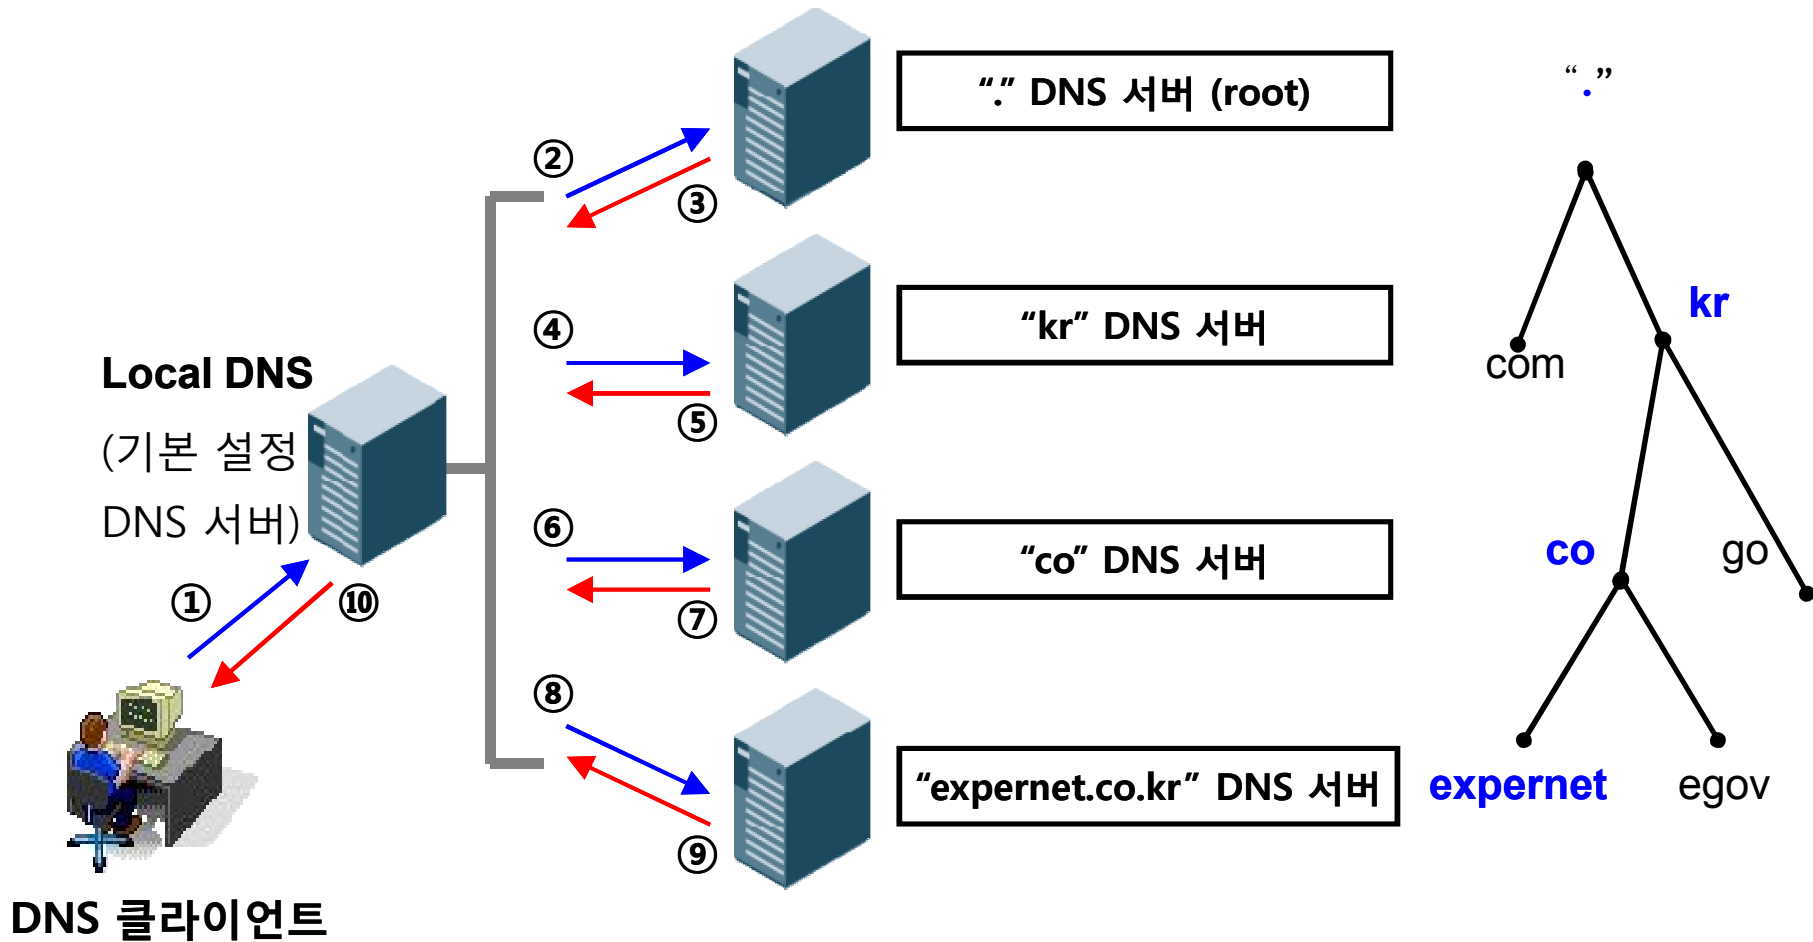 “.” DNS 서버 (root)
“.”
②
③
“kr” DNS 서버
kr
④
com
Local DNS
⑤
(기본 설정
DNS 서버)
⑥
“co” DNS 서버
co
go
①
⑩
⑦
⑧
“expernet.co.kr” DNS 서버
expernet
egov
⑨
DNS 클라이언트